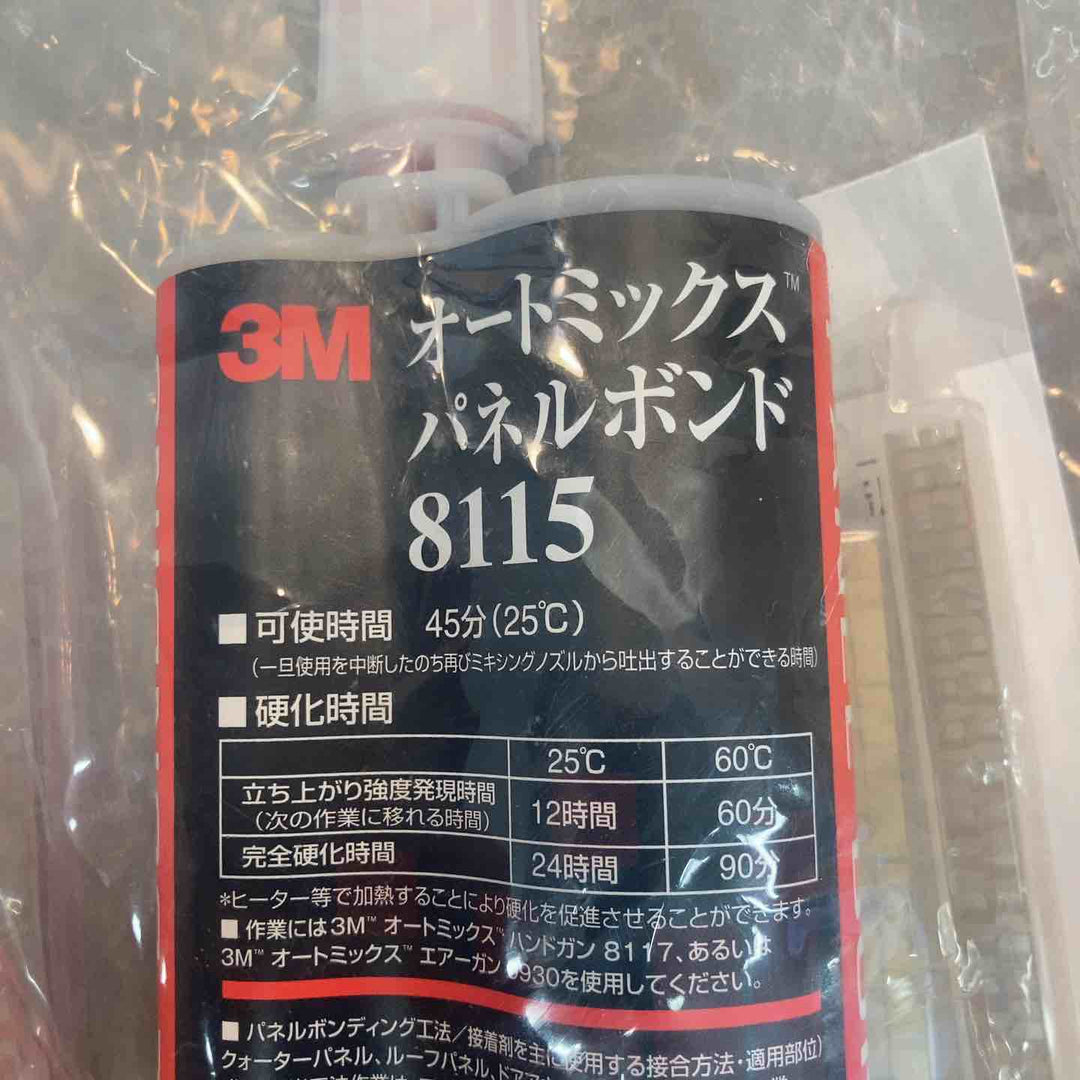 3M
オートミックス™
パネルボンド
8115
■可使時間 45分(25℃)
(一旦使用を中断したのち再びミキシングノズルから吐出することができる時間)
■硬化時間
25℃ 60℃
立ち上がり強度発現時間
(次の作業に移れる時間) 12時間 60分
完全硬化時間 24時間 90分
*ヒーター等で加熱することにより硬化を促進させることができます。
■作業には3M™ オートミックス™ ハンドガン 8117、あるいは
3M™ オートミックス™ エアーガン 9930を使用してください。
■パネルボンディング工法/接着剤を主に使用する接合方法・適用部位)
クォーターパネル、ルーフパネル、